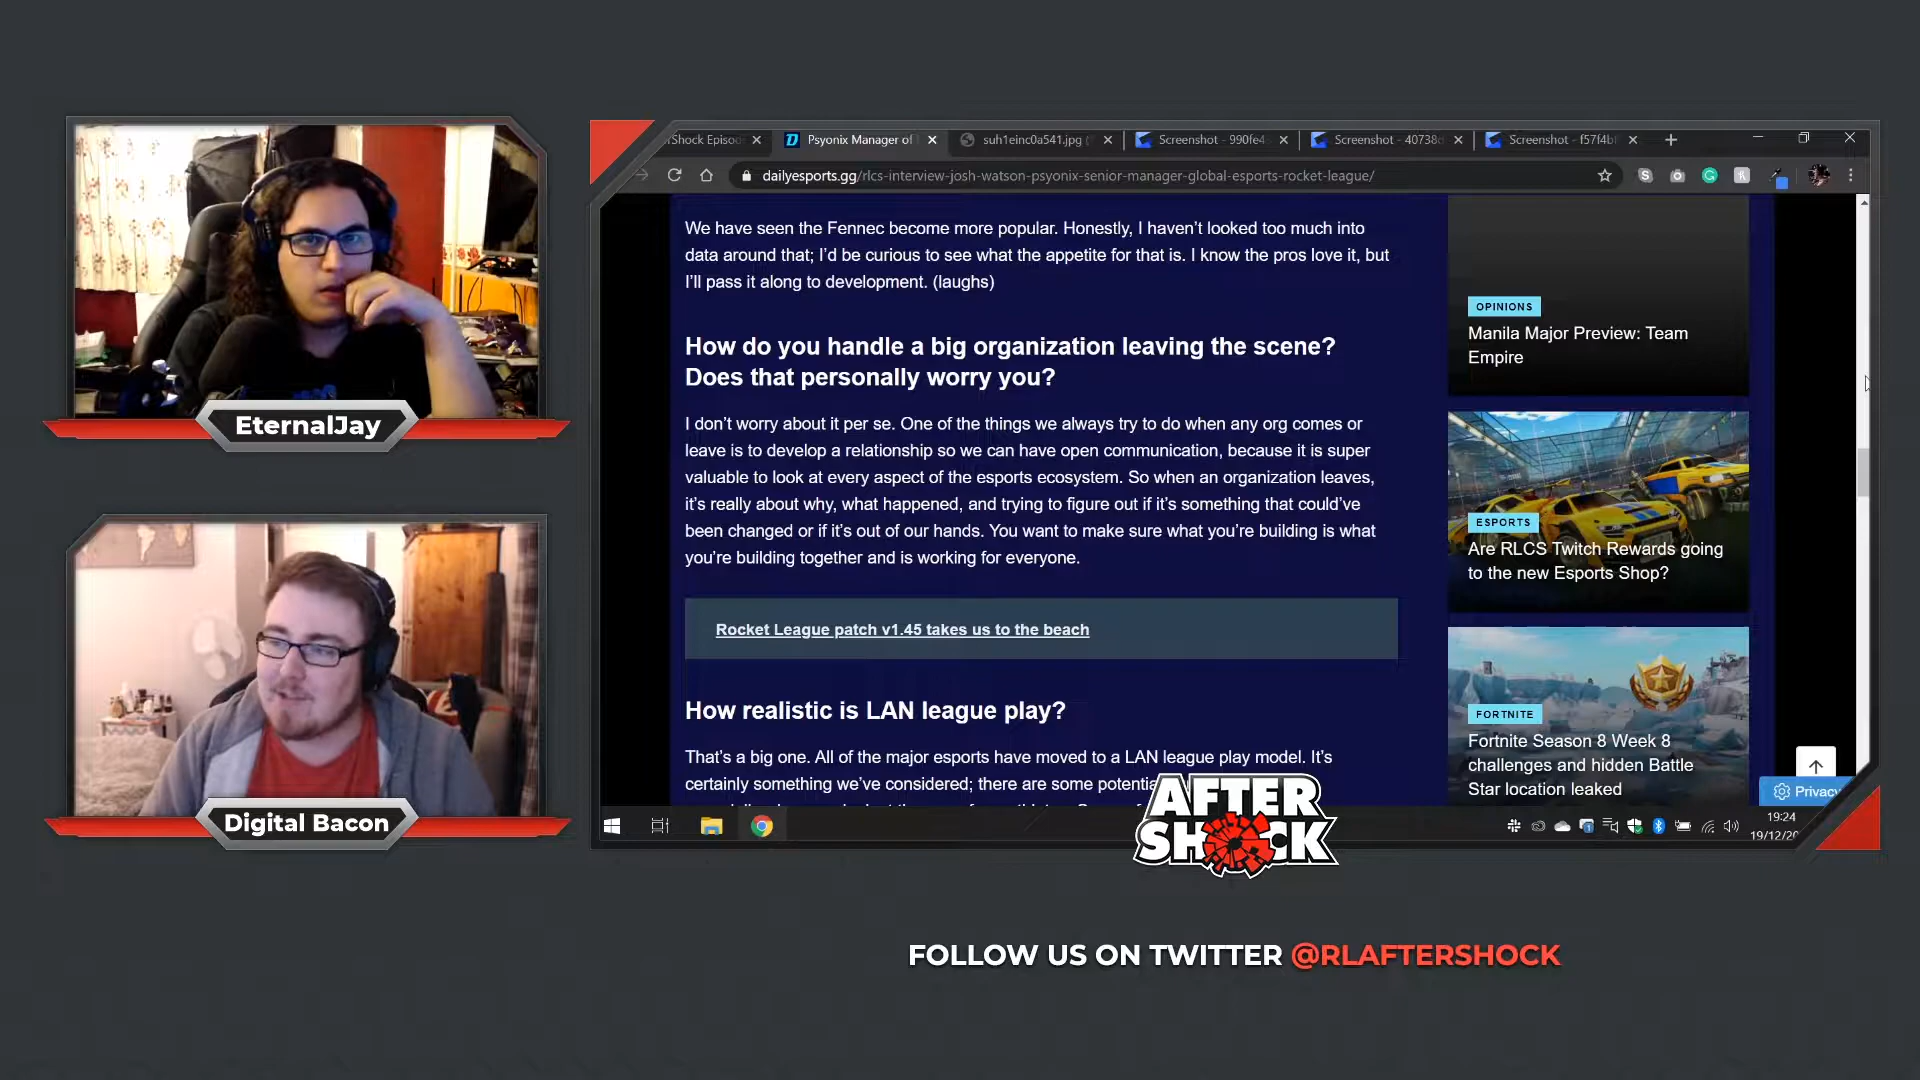 EternalJay
Digital Bacon
rShock Episo
Psyonix Manager of
suh1einc0a541.jpg (
Screenshot - 990fe4
Screenshot - 40738
Screenshot - f57f4b
dailyesports.gg/rlcs-interview-josh-watson-psyonix-senior-manager-global-esports-rocket-league/
We have seen the Fennec become more popular. Honestly, I haven’t looked too much into
data around that; I’d be curious to see what the appetite for that is. I know the pros love it, but
I’ll pass it along to development. (laughs)
How do you handle a big organization leaving the scene?
Does that personally worry you?
I don’t worry about it per se. One of the things we always try to do when any org comes or
leave is to develop a relationship so we can have open communication, because it is super
valuable to look at every aspect of the esports ecosystem. So when an organization leaves,
it’s really about why, what happened, and trying to figure out if it’s something that could’ve
been changed or if it’s out of our hands. You want to make sure what you’re building is what
you’re building together and is working for everyone.
Rocket League patch v1.45 takes us to the beach
How realistic is LAN league play?
That’s a big one. All of the major esports have moved to a LAN league play model. It’s
certainly something we’ve considered; there are some potentia
OPINIONS
Manila Major Preview: Team
Empire
ESPORTS
Are RLCS Twitch Rewards going
to the new Esports Shop?
FORTNITE
Fortnite Season 8 Week 8
challenges and hidden Battle
Star location leaked
Privacy
19:24
19/12/20
AFTER
SHOCK
FOLLOW US ON TWITTER @RLAFTERSHOCK